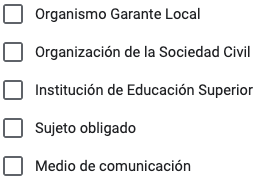 Organismo Garante Local
Organización de la Sociedad Civil
Institución de Educación Superior
Sujeto obligado
Medio de comunicación